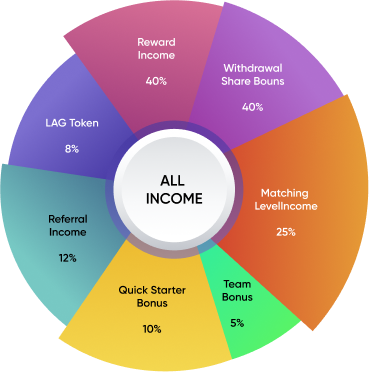 Reward
Income
40%
Withdrawal
Share Bouns
40%
Matching
LevelIncome
25%
Team
Bonus
5%
Quick Starter
Bonus
10%
Referral
Income
12%
LAG Token
8%
ALL
INCOME